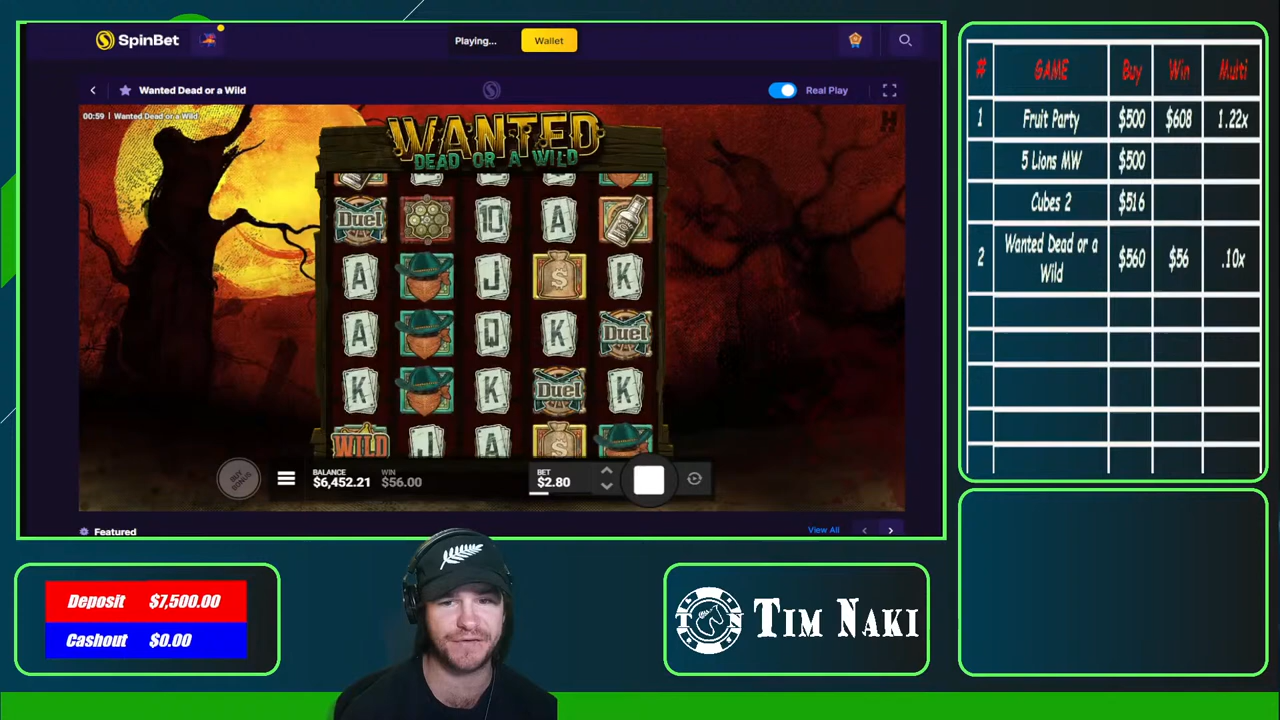 SpinBet
Playing...
Wallet
Wanted Dead or a Wild
Real Play
00:59 | Wanted Dead or a Wild
WANTED
DEAD OR A WILD
Duel 10 A
A J K
A Q K Duel
K K Duel K
WILD J A
BUY BONUS
BALANCE
$6,452.21
WIN
$56.00
BET
$2.80
Featured
View All
# GAME Buy Win Multi
1 Fruit Party $500 $608 1.22x
5 Lions MW $500
Cubes 2 $516
2 Wanted Dead or a Wild $560 $56 .10x
Deposit $7,500.00
Cashout $0.00
TIM NAKI